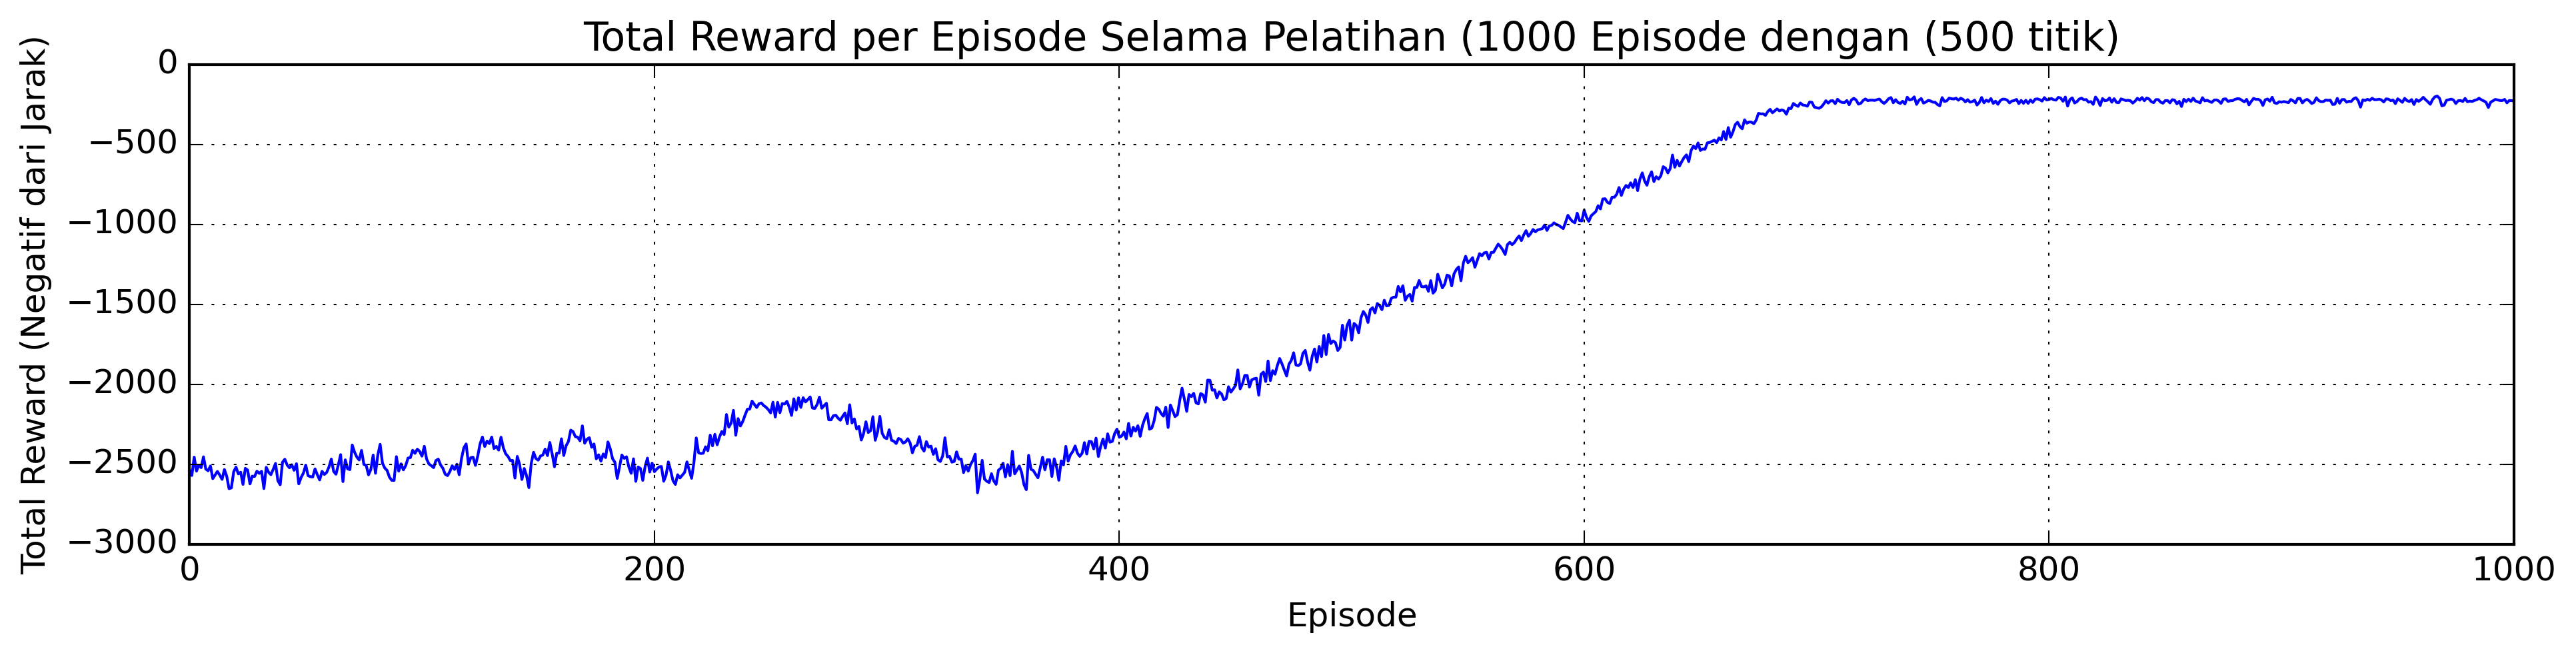 Total Reward per Episode Selama Pelatihan (1000 Episode dengan (500 titik)
Total Reward (Negatif dari Jarak)
0
−500
−1000
−1500
−2000
−2500
−3000
0 200 400 600 800 1000
Episode